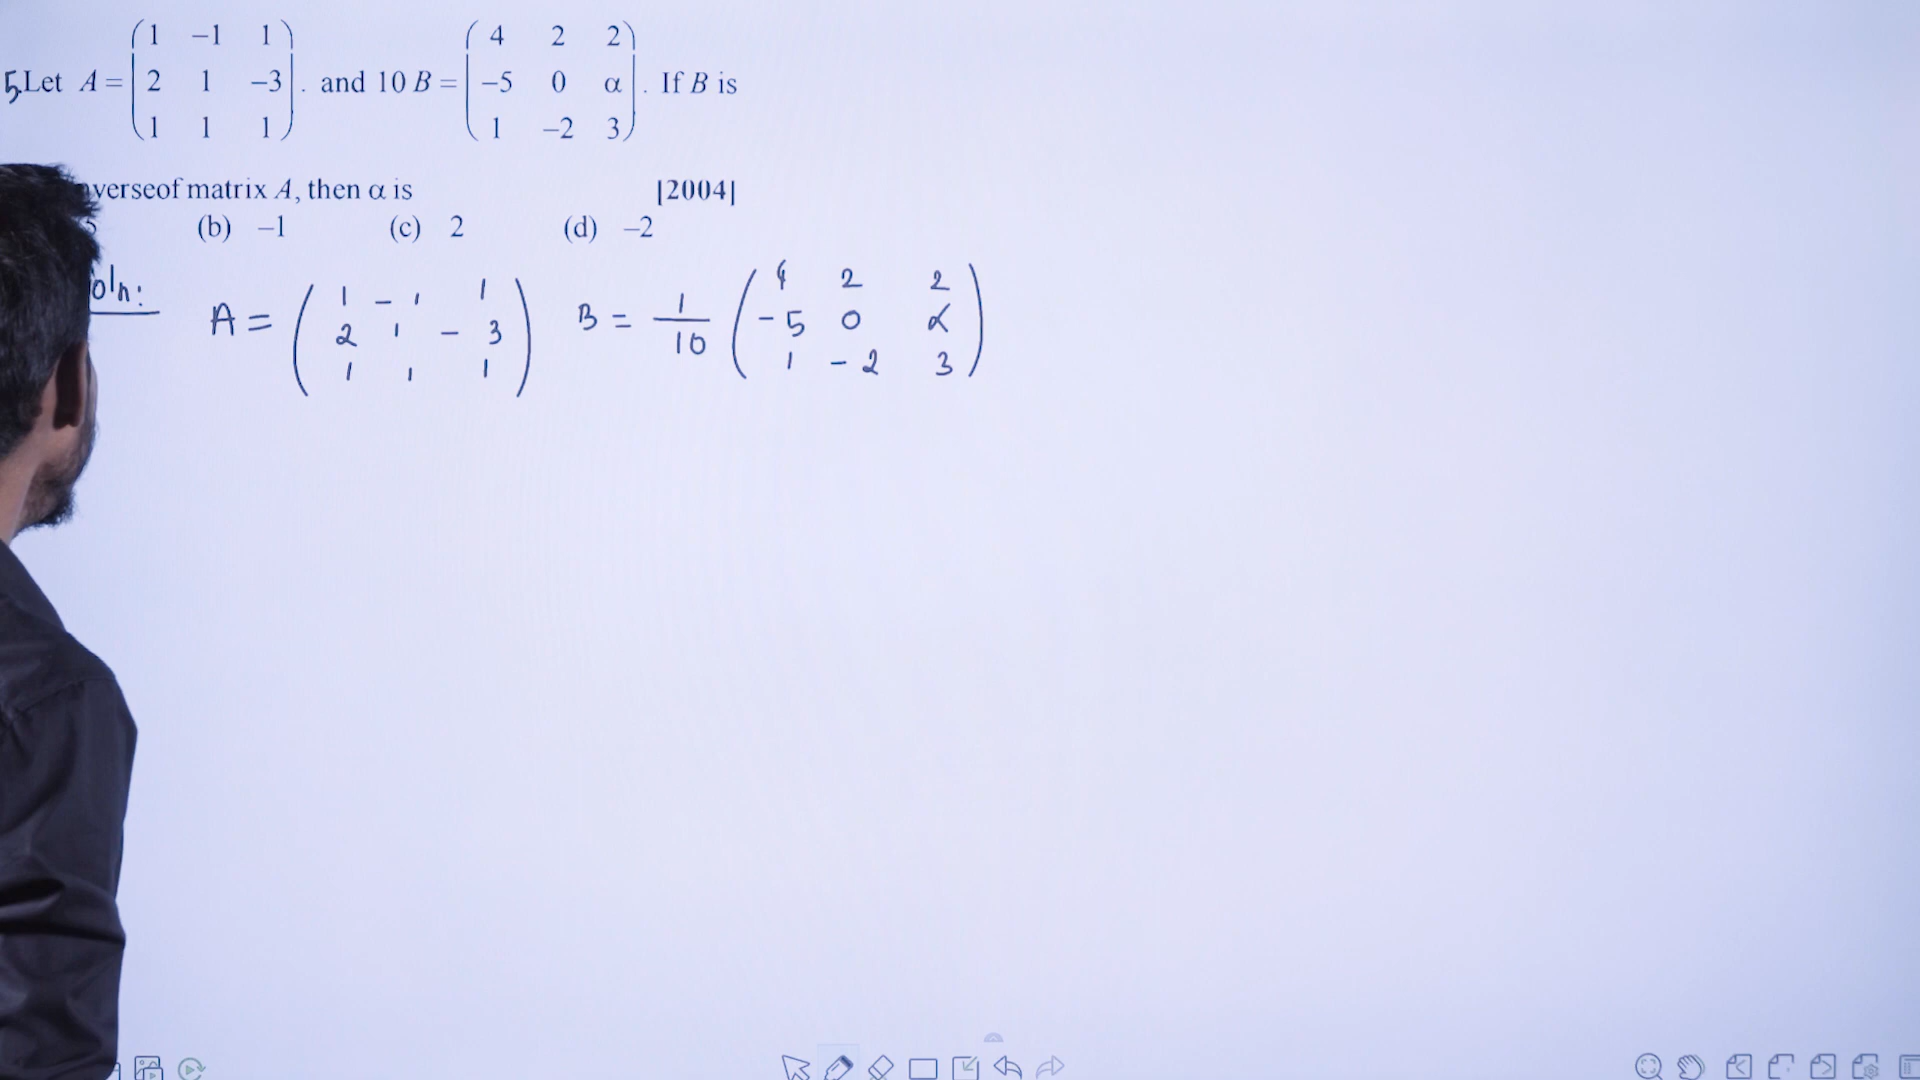 5. Let A = ( 1 −1 1 ; 2 1 −3 ; 1 1 1 ) . and 10 B = ( 4 2 2 ; −5 0 α ; 1 −2 3 ) . If B is
verseof matrix A, then α is [2004]
5 (b) −1 (c) 2 (d) −2
oln:
A = ( 1 −1 1 ; 2 1 −3 ; 1 1 1 ) B = 1/10 ( 4 2 2 ; −5 0 α ; 1 −2 3 )